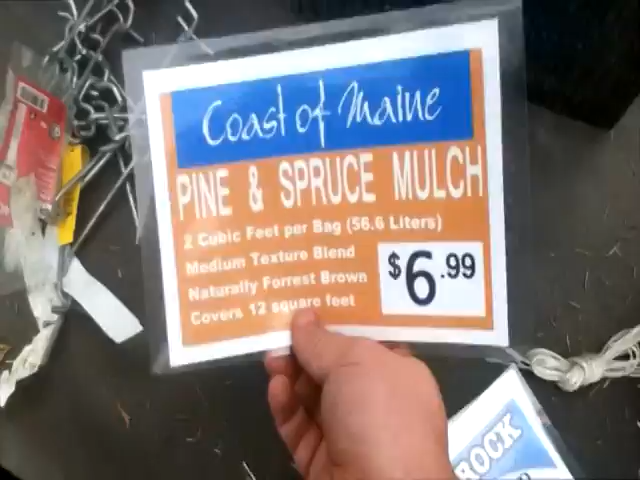 Coast of Maine
PINE & SPRUCE MULCH
2 Cubic Feet per Bag (56.6 Liters)
Medium Texture Blend
Naturally Forrest Brown
Covers 12 square feet
$6.99
ROCK